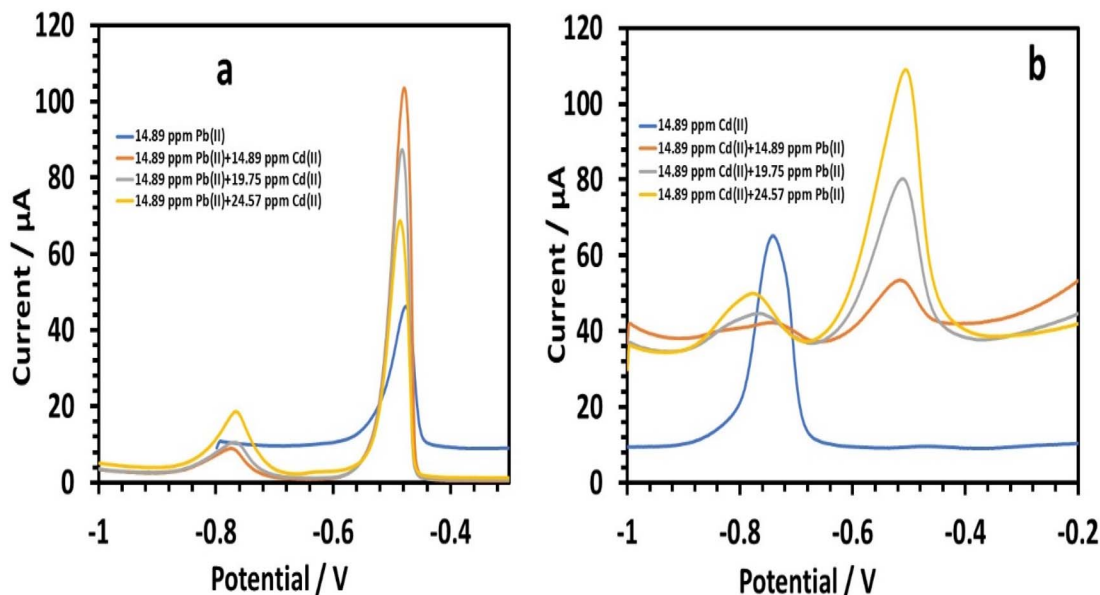 a
Current / µA
120
100
80
60
40
20
0
14.89 ppm Pb(II)
14.89 ppm Pb(II)+14.89 ppm Cd(II)
14.89 ppm Pb(II)+19.75 ppm Cd(II)
14.89 ppm Pb(II)+24.57 ppm Cd(II)
-1 -0.8 -0.6 -0.4
Potential / V
b
Current / µA
120
100
80
60
40
20
0
14.89 ppm Cd(II)
14.89 ppm Cd(II)+14.89 ppm Pb(II)
14.89 ppm Cd(II)+19.75 ppm Pb(II)
14.89 ppm Cd(II)+24.57 ppm Pb(II)
-1 -0.8 -0.6 -0.4 -0.2
Potential / V